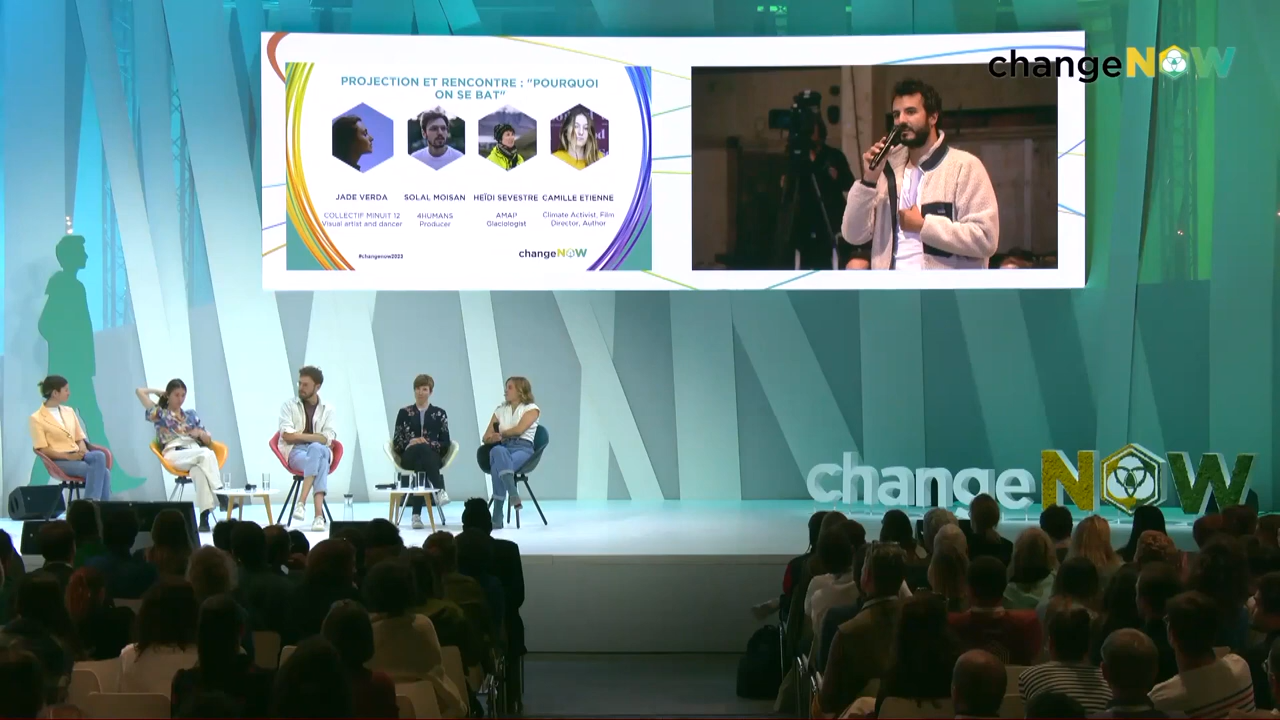 changeNOW
PROJECTION ET RENCONTRE : "POURQUOI
ON SE BAT"
JADE VERDA
COLLECTIF MINUIT 12
Visual artist and dancer
SOLAL MOISAN
4HUMANS
Producer
HEÏDI SEVESTRE
AMAP
Glaciologist
CAMILLE ETIENNE
Climate Activist, Film
Director, Author
#changenow2023
changeNOW
changeNOW